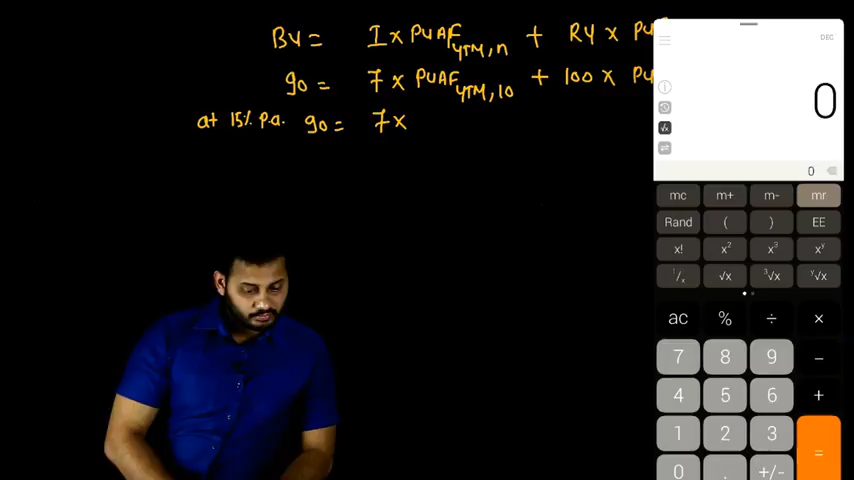 BV = I x PVAF YTM, n + RV x PV
90 = 7 x PVAF YTM, 10 + 100 x PV
at 15% p.a. 90 = 7 x
DEC
0
0
mc m+ m- mr
Rand ( ) EE
x! x² x³ xʸ
¹/x √x ³√x ʸ√x
ac % ÷ ×
7 8 9 −
4 5 6 +
1 2 3 =
0 . +/-